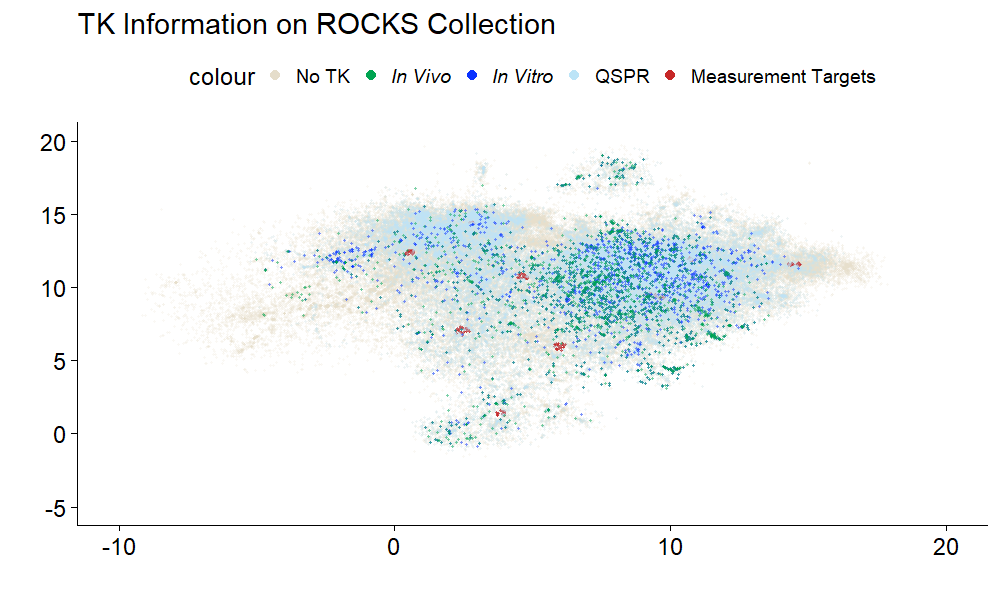 TK Information on ROCKS Collection
colour No TK In Vivo In Vitro QSPR Measurement Targets
20
15
10
5
0
-5
-10 0 10 20